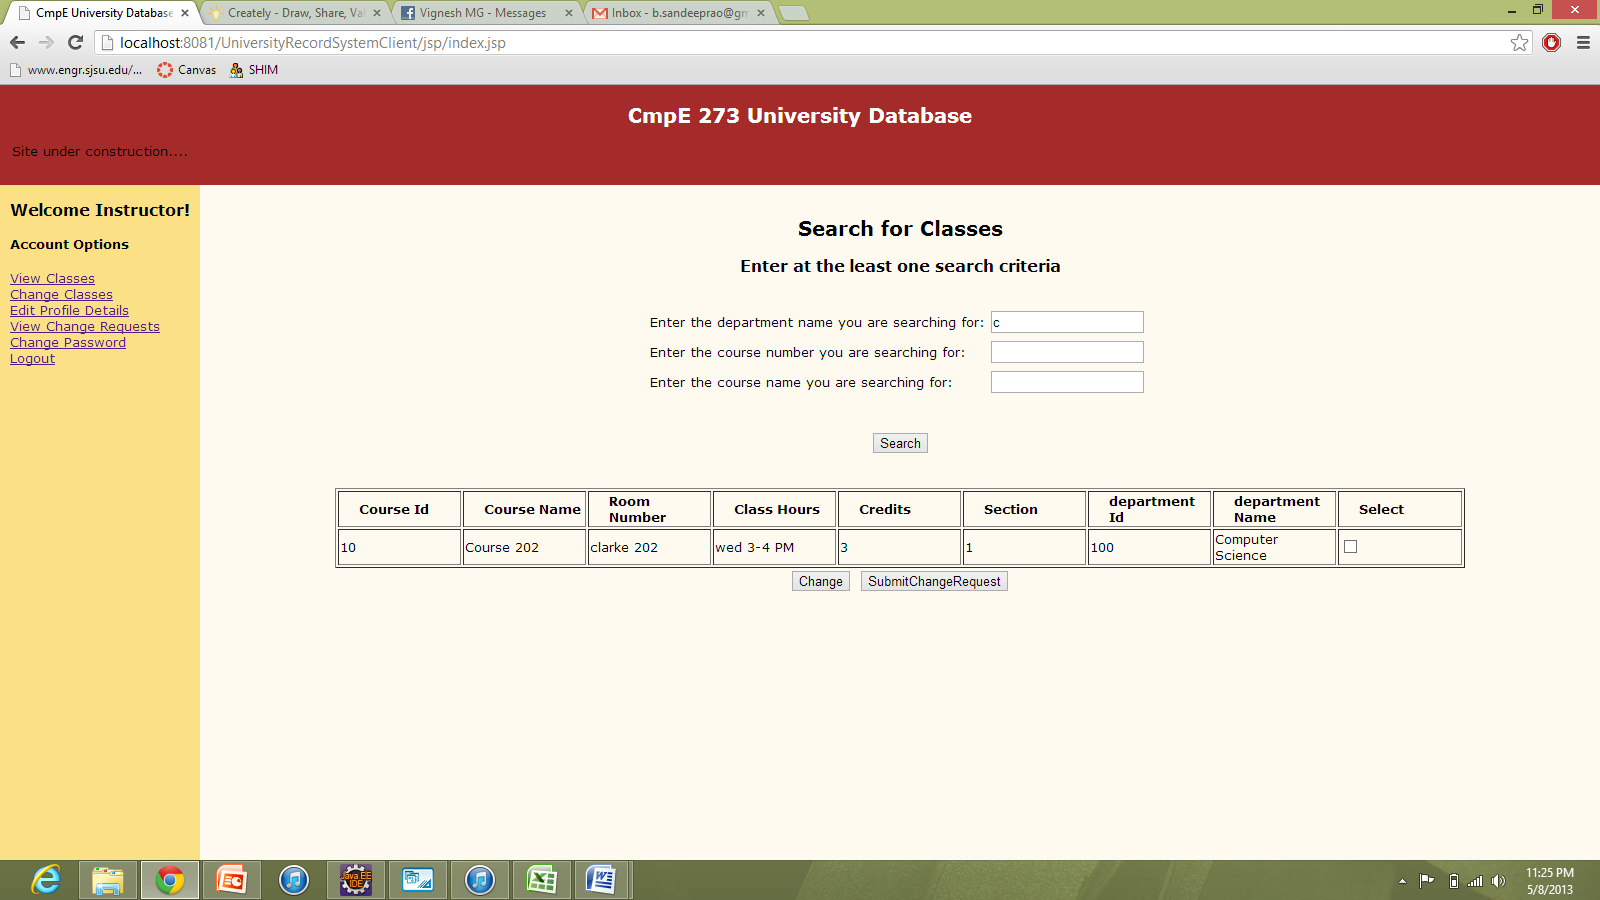 CmpE University Database
Creately - Draw, Share, Val
Vignesh MG - Messages
Inbox - b.sandeeprao@gm
localhost:8081/UniversityRecordSystemClient/jsp/index.jsp
www.engr.sjsu.edu/...
Canvas
SHIM
CmpE 273 University Database
Site under construction....
Welcome Instructor!
Account Options
View Classes
Change Classes
Edit Profile Details
View Change Requests
Change Password
Logout
Search for Classes
Enter at the least one search criteria
Enter the department name you are searching for: c
Enter the course number you are searching for:
Enter the course name you are searching for:
Search
Course Id
Course Name
Room
Number
Class Hours
Credits
Section
department
Id
department
Name
Select
10
Course 202
clarke 202
wed 3-4 PM
3
1
100
Computer
Science
Change
SubmitChangeRequest
Java EE
IDE
11:25 PM
5/8/2013